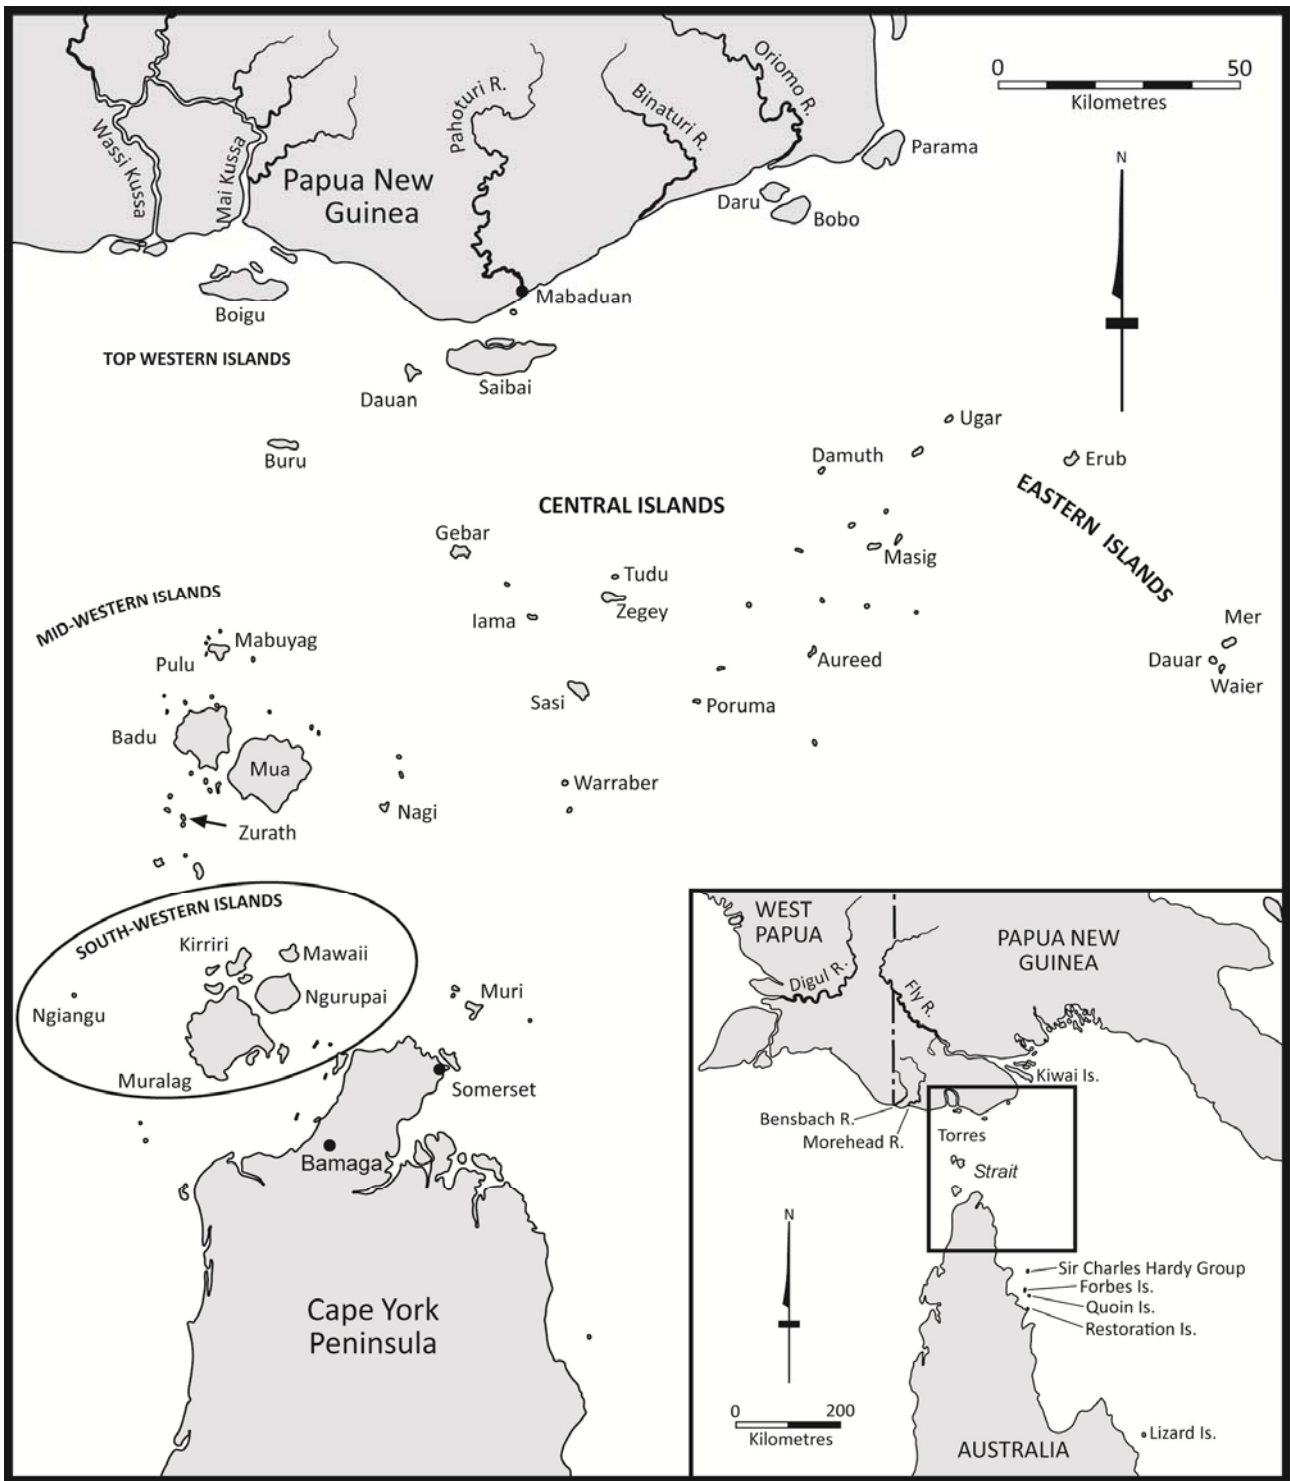 0 50
Kilometres
Oriomo R.
Pahoturi R.
Binaturi R.
Wassi Kussa
Mai Kussa
Parama
N
Papua New
Guinea
Daru
Bobo
Mabaduan
Boigu
TOP WESTERN ISLANDS
Saibai
Dauan
Ugar
Damuth
Erub
Buru
EASTERN ISLANDS
CENTRAL ISLANDS
Gebar
Masig
Tudu
MID-WESTERN ISLANDS
Zegey
Iama
Mer
Mabuyag
Pulu
Aureed
Dauar
Waier
Sasi
Poruma
Badu
Mua
Warraber
Nagi
Zurath
SOUTH-WESTERN ISLANDS
Kirriri
Mawaii
Muri
Ngurupai
Ngiangu
Muralag
Somerset
Bamaga
Cape York
Peninsula
WEST
PAPUA
PAPUA NEW
GUINEA
Digul R.
Fly R.
Kiwai Is.
Bensbach R.
Morehead R.
Torres
Strait
N
Sir Charles Hardy Group
Forbes Is.
Quoin Is.
Restoration Is.
0 200
Kilometres
Lizard Is.
AUSTRALIA